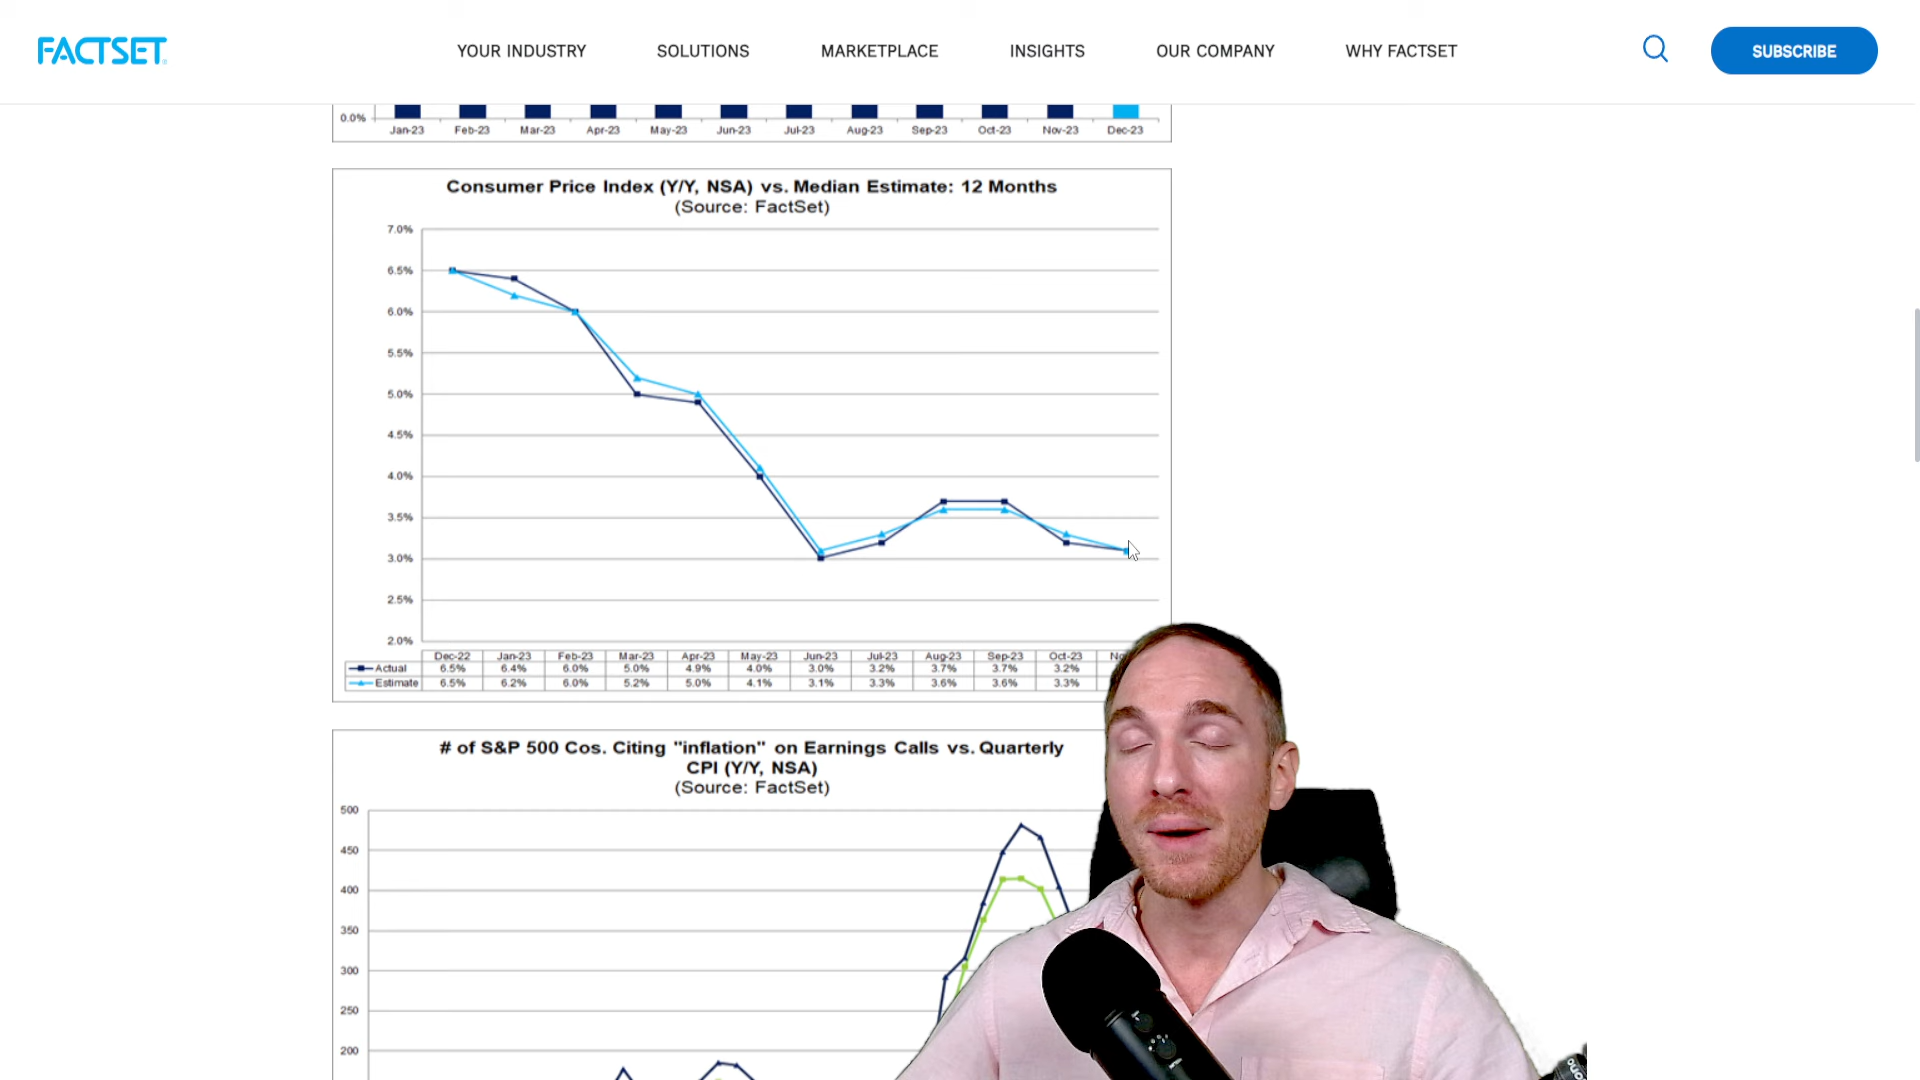 FACTSET
YOUR INDUSTRY SOLUTIONS MARKETPLACE INSIGHTS OUR COMPANY WHY FACTSET SUBSCRIBE
0.0%
Jan-23 Feb-23 Mar-23 Apr-23 May-23 Jun-23 Jul-23 Aug-23 Sep-23 Oct-23 Nov-23 Dec-23
Consumer Price Index (Y/Y, NSA) vs. Median Estimate: 12 Months
(Source: FactSet)
7.0%
6.5%
6.0%
5.5%
5.0%
4.5%
4.0%
3.5%
3.0%
2.5%
2.0%
Dec-22 Jan-23 Feb-23 Mar-23 Apr-23 May-23 Jun-23 Jul-23 Aug-23 Sep-23 Oct-23
Actual 6.5% 6.4% 6.0% 5.0% 4.9% 4.0% 3.0% 3.2% 3.7% 3.7% 3.2%
Estimate 6.5% 6.2% 6.0% 5.2% 5.0% 4.1% 3.1% 3.3% 3.6% 3.6% 3.3%
# of S&P 500 Cos. Citing "inflation" on Earnings Calls vs. Quarterly
CPI (Y/Y, NSA)
(Source: FactSet)
500
450
400
350
300
250
200